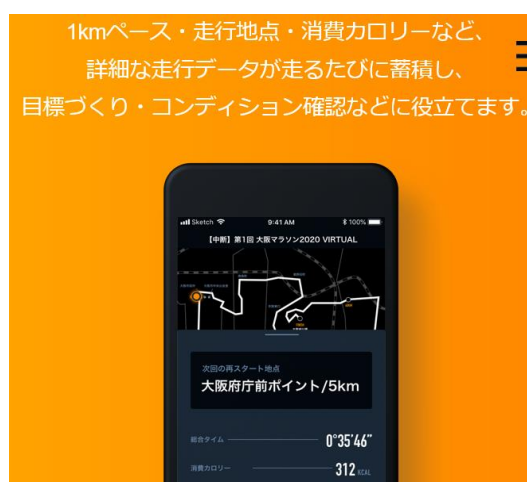 1kmペース・走行地点・消費カロリーなど、
詳細な走行データが走るたびに蓄積し、
目標づくり・コンディション確認などに役立てます。
Sketch
9:41 AM
100%
【中断】第1回 大阪マラソン2020 VIRTUAL
次回の再スタート地点
大阪府庁前ポイント/5km
総合タイム
0°35'46"
消費カロリー
312 KCAL